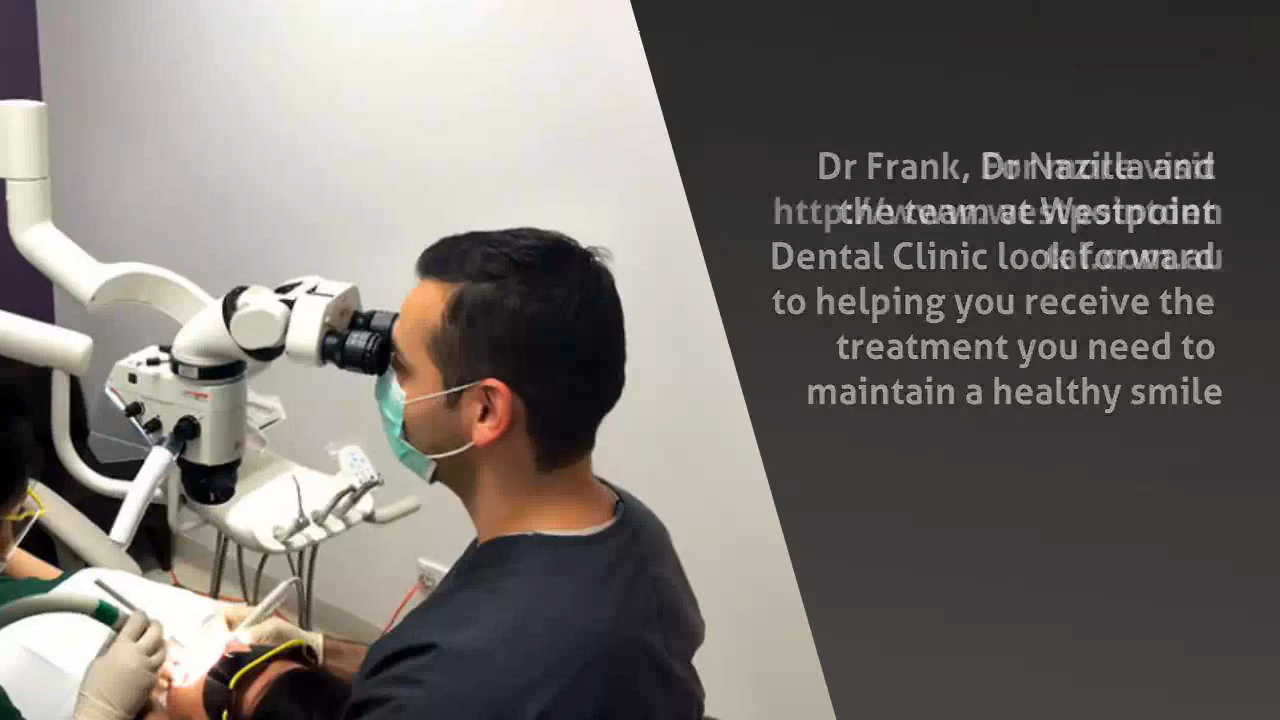 Dr Frank, Dr Nazilla and
the team at Westpoint
Dental Clinic look forward
to helping you receive the
treatment you need to
maintain a healthy smile